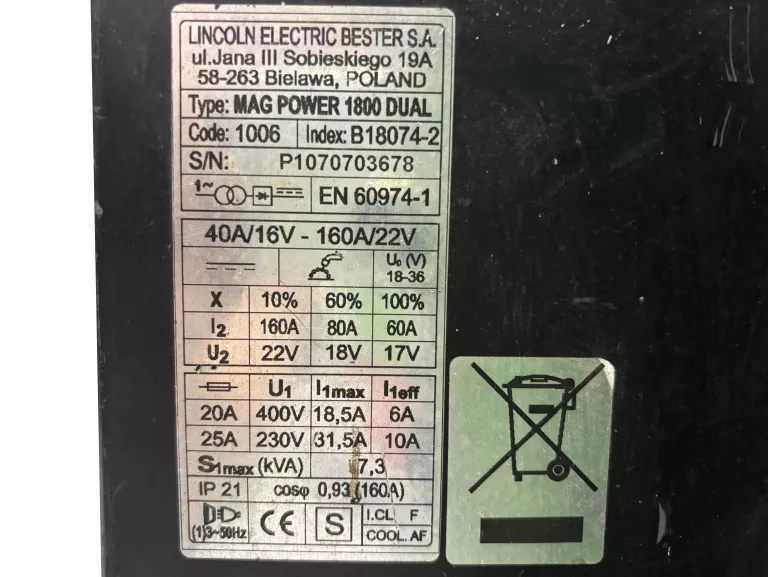 LINCOLN ELECTRIC BESTER S.A.
ul.Jana III Sobieskiego 19A
58-263 Bielawa, POLAND
Type: MAG POWER 1800 DUAL
Code: 1006 Index: B18074-2
S/N: P1070703678
1~ EN 60974-1
40A/16V - 160A/22V
U₀ (V)
18-36
X 10% 60% 100%
I₂ 160A 80A 60A
U₂ 22V 18V 17V
U₁ I₁max I₁eff
20A 400V 18,5A 6A
25A 230V 31,5A 10A
S₁max (kVA) 7,3
IP 21 cosφ 0,93 (160A)
(1)3~50Hz CE S I.CL F
COOL. AF